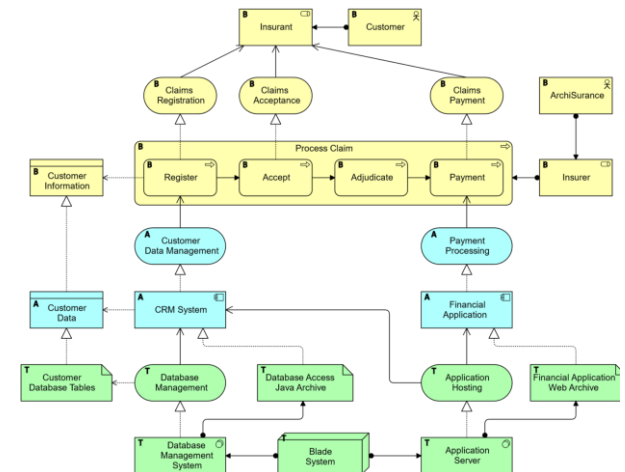 B
Insurant
B
Customer
B
Claims
Registration
B
Claims
Acceptance
B
Claims
Payment
B
ArchiSurance
B
Process Claim
B
Customer
Information
B
Register
B
Accept
B
Adjudicate
B
Payment
B
Insurer
A
Customer
Data Management
A
Payment
Processing
A
Customer
Data
A
CRM System
A
Financial
Application
T
Customer
Database Tables
T
Database
Management
T
Database Access
Java Archive
T
Application
Hosting
T
Financial Application
Web Archive
T
Database
Management
System
T
Blade
System
T
Application
Server